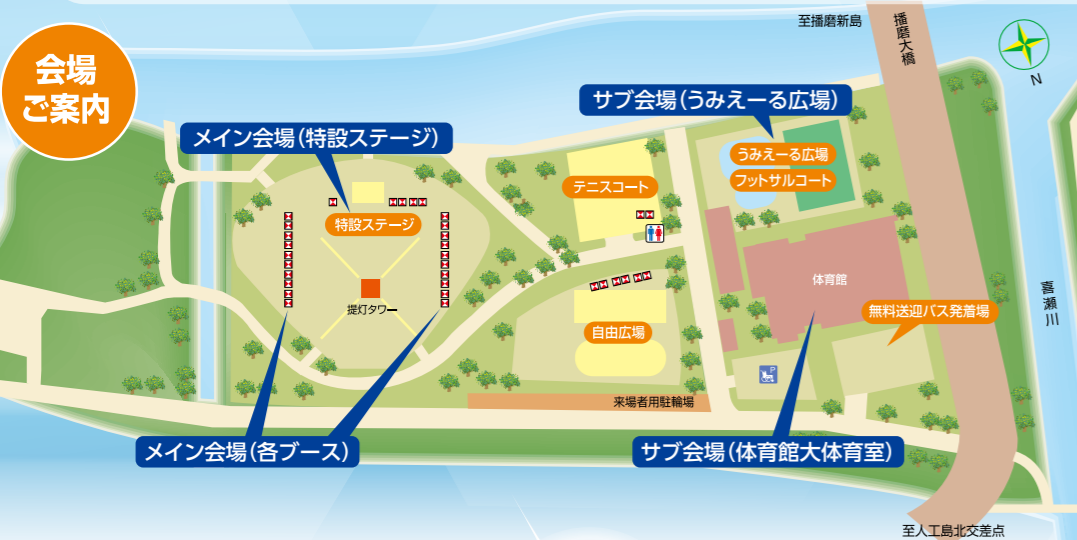 会場
ご案内
至播磨新島
播磨大橋
N
サブ会場(うみえーる広場)
メイン会場(特設ステージ)
うみえーる広場
フットサルコート
テニスコート
特設ステージ
体育館
提灯タワー
無料送迎バス発着場
喜瀬川
自由広場
P
来場者用駐輪場
メイン会場(各ブース)
サブ会場(体育館大体育室)
至人工島北交差点